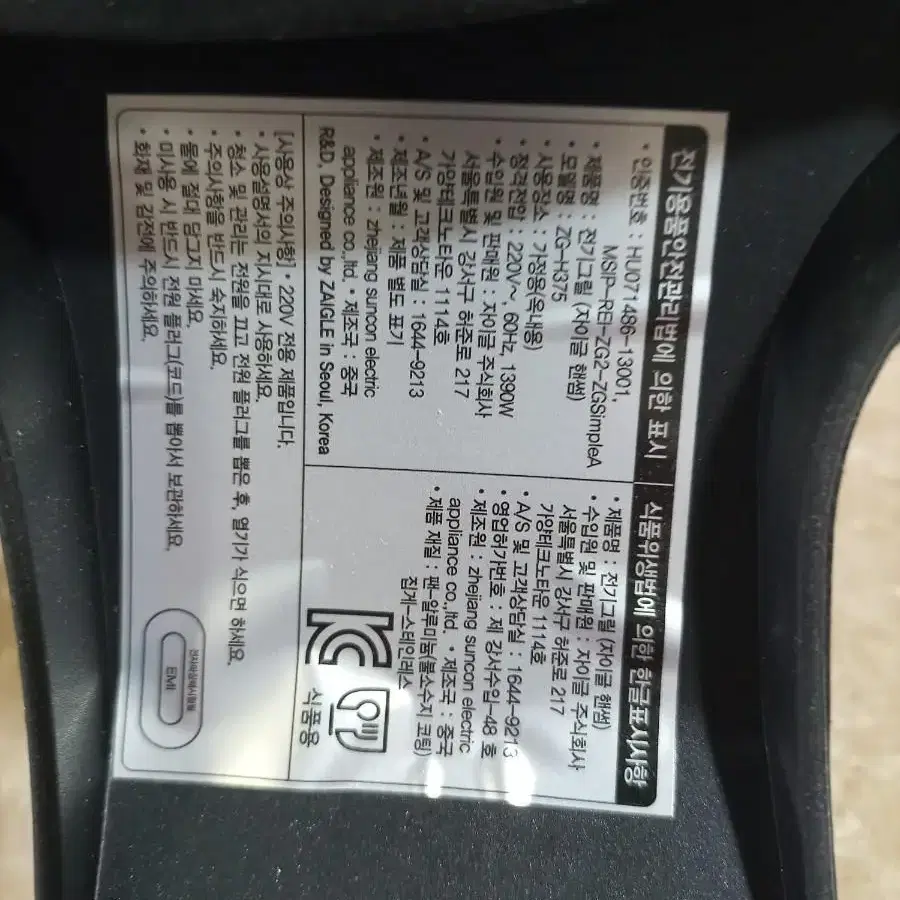 전기용품안전관리법에 의한 표시
• 인증번호 : HU071486-13001,
MSIP-REI-ZG2-ZGSimpleA
• 제품명 : 전기그릴 (자이글 핸썸)
• 모델명 : ZG-H375
• 사용장소 : 가정용(옥내용)
• 정격전압 : 220V~ 60Hz, 1390W
• 수입원 및 판매원 : 자이글 주식회사
서울특별시 강서구 허준로 217
가양테크노타운 1114호
• A/S 및 고객상담실 : 1644-9213
• 제조년월 : 제품 별도 표기
• 제조원 : zhejiang suncon electric
appliance co.,ltd. • 제조국 : 중국
R&D, Designed by ZAIGLE in Seoul, Korea
식품위생법에 의한 한글표시사항
• 제품명 : 전기그릴 (자이글 핸썸)
• 수입원 및 판매원 : 자이글 주식회사
서울특별시 강서구 허준로 217
가양테크노타운 1114호
• A/S 및 고객상담실 : 1644-9213
• 영업허가번호 : 제 강서수입-48 호
• 제조원 : zhejiang suncon electric
appliance co.,ltd. • 제조국 : 중국
• 제품 재질 : 팬-알루미늄(불소수지 코팅)
집게-스테인레스
식품용
[사용상 주의사항] • 220V 전용 제품입니다.
• 사용설명서의 지시대로 사용하세요.
• 청소 및 관리는 전원을 끄고 전원 플러그를 뽑은 후, 열기가 식으면 하세요.
• 주의사항을 반드시 숙지하세요.
• 물에 절대 담그지 마세요.
• 미사용 시 반드시 전원 플러그(코드)를 뽑아서 보관하세요.
• 화재 및 감전에 주의하세요.
전자파장해시험필
EMI